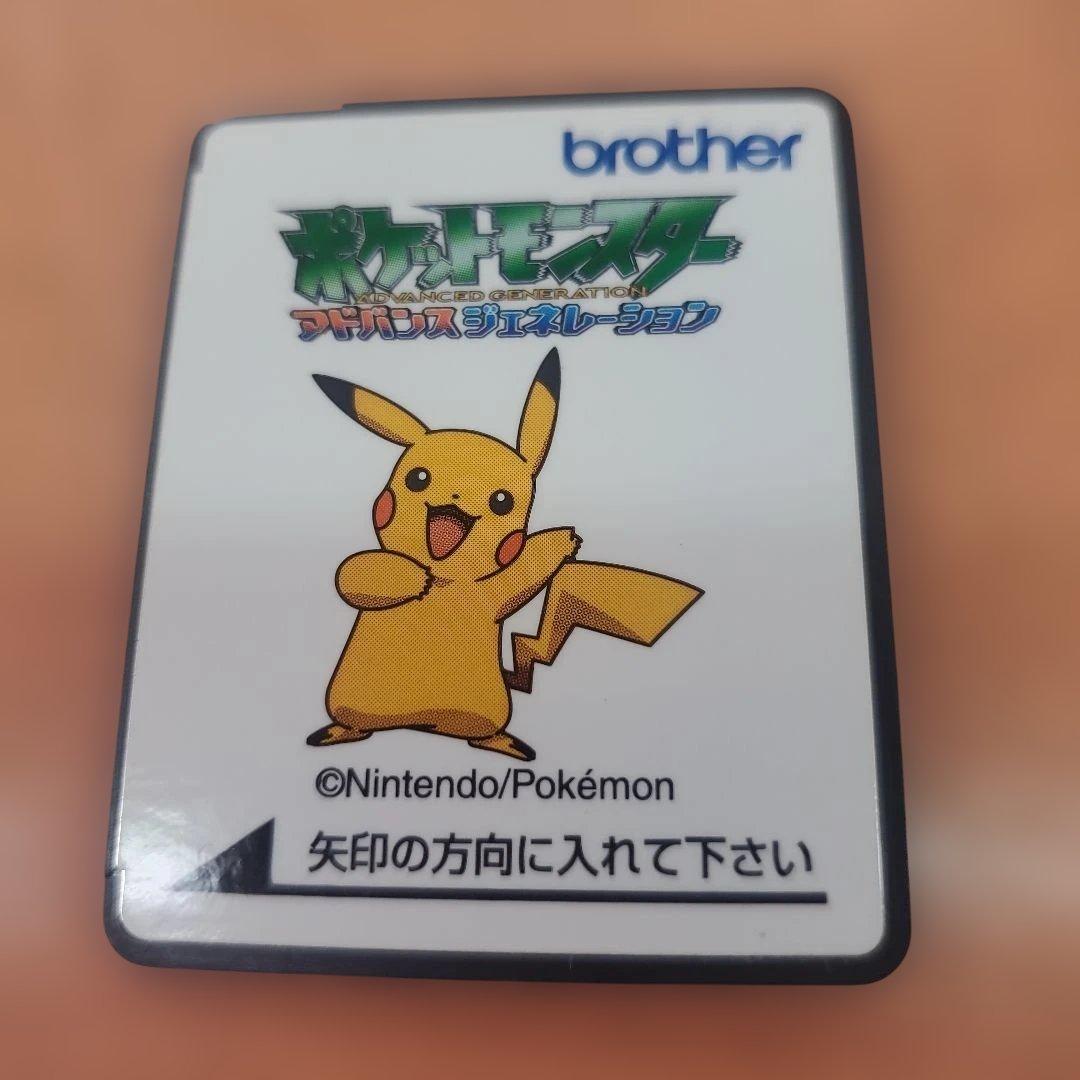 brother
ポケットモンスター
ADVANCED GENERATION
アドバンスジェネレーション
©Nintendo/Pokémon
矢印の方向に入れて下さい